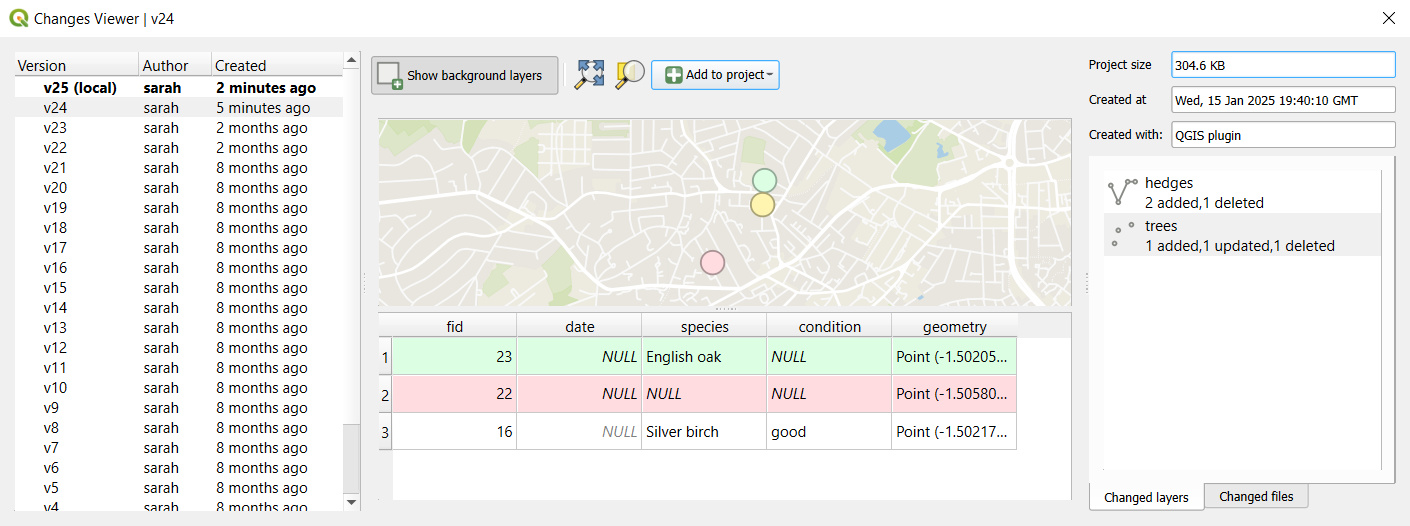 Changes Viewer | v24
Version Author Created
v25 (local) sarah 2 minutes ago
v24 sarah 5 minutes ago
v23 sarah 2 months ago
v22 sarah 2 months ago
v21 sarah 8 months ago
v20 sarah 8 months ago
v19 sarah 8 months ago
v18 sarah 8 months ago
v17 sarah 8 months ago
v16 sarah 8 months ago
v15 sarah 8 months ago
v14 sarah 8 months ago
v13 sarah 8 months ago
v12 sarah 8 months ago
v11 sarah 8 months ago
v10 sarah 8 months ago
v9 sarah 8 months ago
v8 sarah 8 months ago
v7 sarah 8 months ago
v6 sarah 8 months ago
v5 sarah 8 months ago
v4 sarah 8 months ago
Show background layers
Add to project
fid date species condition geometry
1 23 NULL English oak NULL Point (-1.50205...
2 22 NULL NULL NULL Point (-1.50580...
3 16 NULL Silver birch good Point (-1.50217...
Project size 304.6 KB
Created at Wed, 15 Jan 2025 19:40:10 GMT
Created with: QGIS plugin
hedges
2 added,1 deleted
trees
1 added,1 updated,1 deleted
Changed layers Changed files